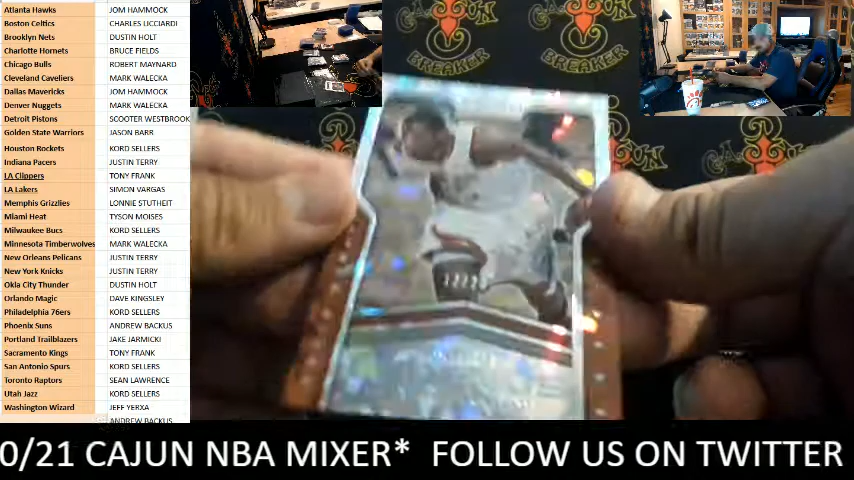 Atlanta Hawks JOM HAMMOCK
Boston Celtics CHARLES LICCIARDI
Brooklyn Nets DUSTIN HOLT
Charlotte Hornets BRUCE FIELDS
Chicago Bulls ROBERT MAYNARD
Cleveland Caveliers MARK WALECKA
Dallas Mavericks JOM HAMMOCK
Denver Nuggets MARK WALECKA
Detroit Pistons SCOOTER WESTBROOK
Golden State Warriors JASON BARR
Houston Rockets KORD SELLERS
Indiana Pacers JUSTIN TERRY
LA Clippers TONY FRANK
LA Lakers SIMON VARGAS
Memphis Grizzlies LONNIE STUTHEIT
Miami Heat TYSON MOISES
Milwaukee Bucs KORD SELLERS
Minnesota Timberwolves MARK WALECKA
New Orleans Pelicans JUSTIN TERRY
New York Knicks JUSTIN TERRY
Okla City Thunder DUSTIN HOLT
Orlando Magic DAVE KINGSLEY
Philadelphia 76ers KORD SELLERS
Phoenix Suns ANDREW BACKUS
Portland Trailblazers JAKE JARMICKI
Sacramento Kings TONY FRANK
San Antonio Spurs KORD SELLERS
Toronto Raptors SEAN LAWRENCE
Utah Jazz KORD SELLERS
Washington Wizard JEFF YERXA
ANDREW BACKUS
CAJUN BREAKER
CAJUN BREAKER
0/21 CAJUN NBA MIXER* FOLLOW US ON TWITTER